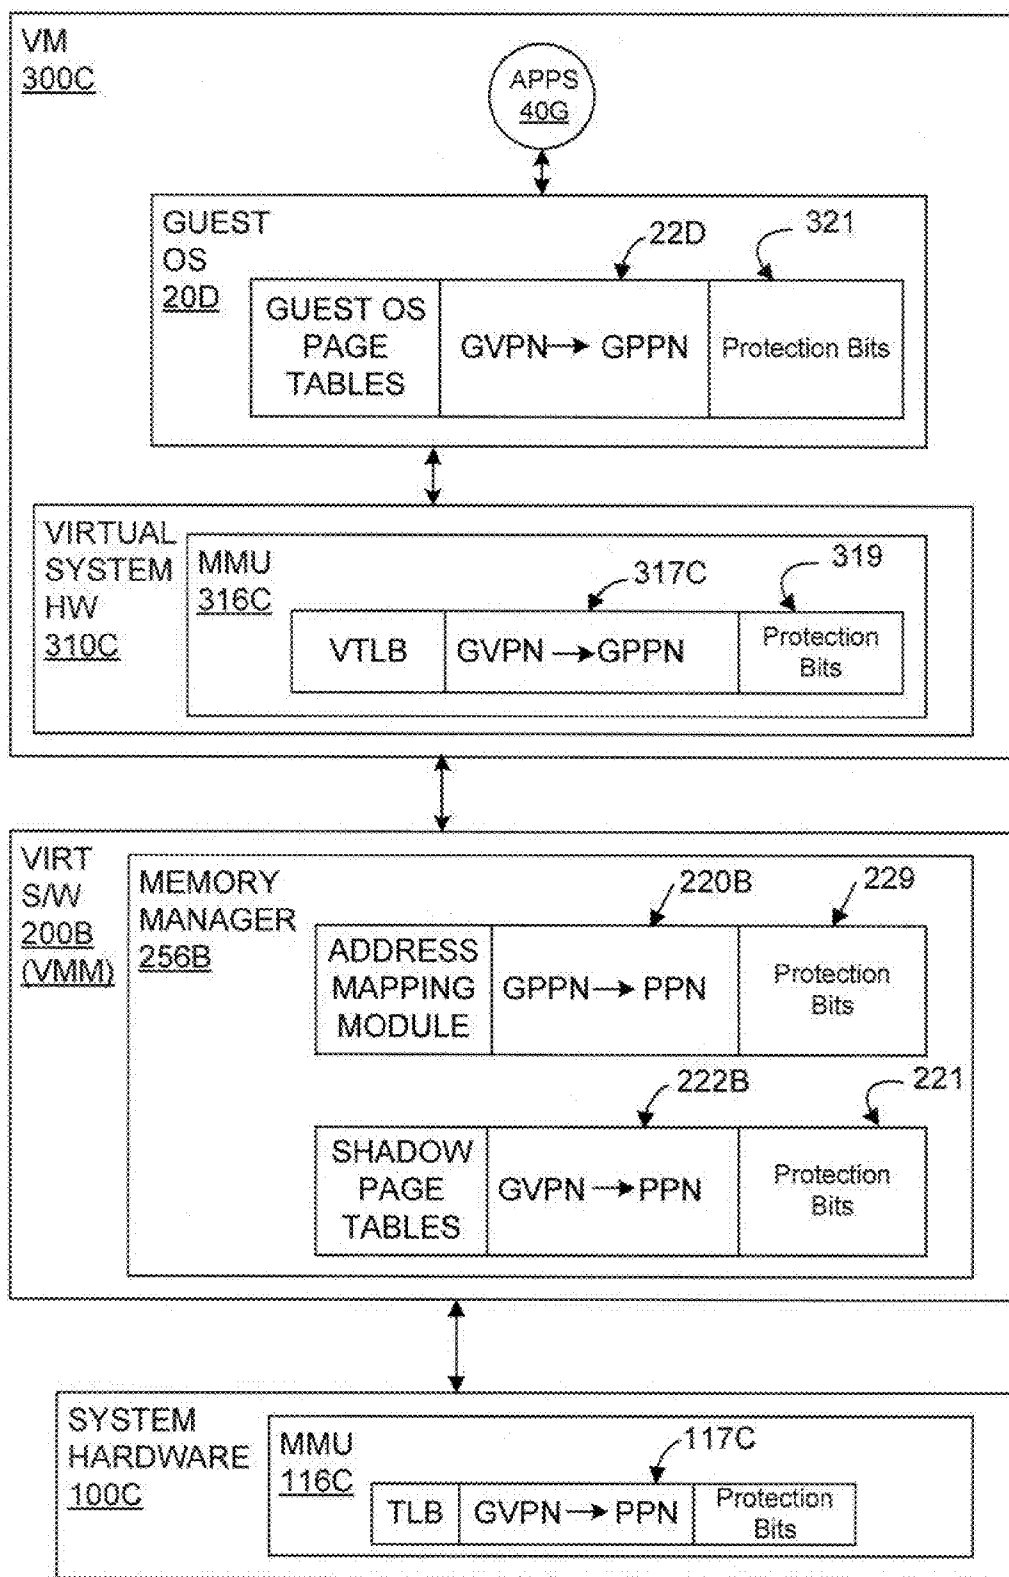 VM
300C
APPS
40G
GUEST
OS
20D
22D
321
GUEST OS
PAGE
TABLES
GVPN → GPPN
Protection Bits
VIRTUAL
SYSTEM
HW
310C
MMU
316C
317C
319
VTLB
GVPN → GPPN
Protection
Bits
VIRT
S/W
200B
(VMM)
MEMORY
MANAGER
256B
220B
229
ADDRESS
MAPPING
MODULE
GPPN → PPN
Protection
Bits
222B
221
SHADOW
PAGE
TABLES
GVPN → PPN
Protection
Bits
SYSTEM
HARDWARE
100C
MMU
116C
117C
TLB
GVPN → PPN
Protection
Bits